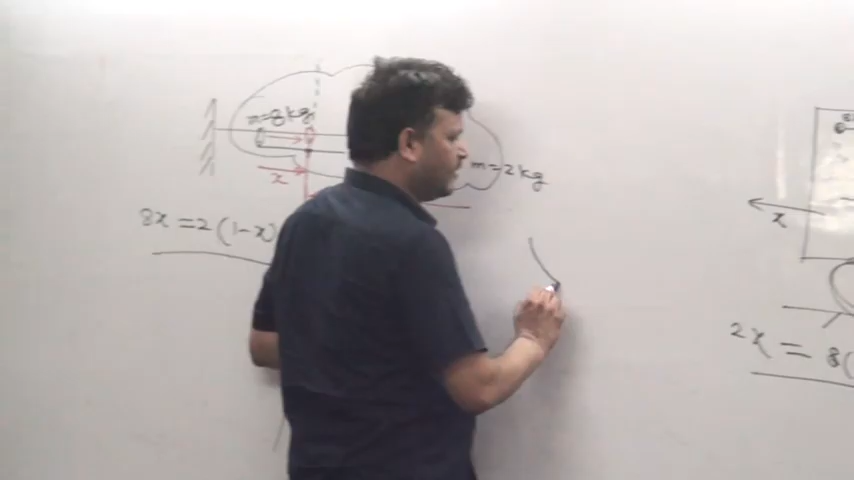 m=8kg
x
m=2kg
8x=2(1-x)
x
2x = 8(